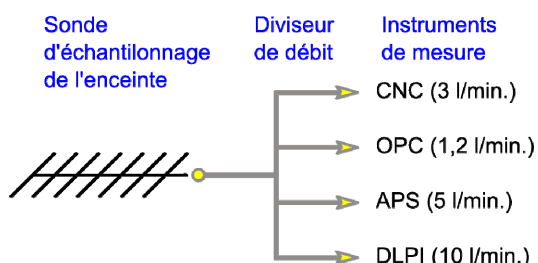 Sonde
d'échantilonnage
de l'enceinte
Diviseur
de débit
Instruments
de mesure
CNC (3 l/min.)
OPC (1,2 l/min.)
APS (5 l/min.)
DLPI (10 l/min.)